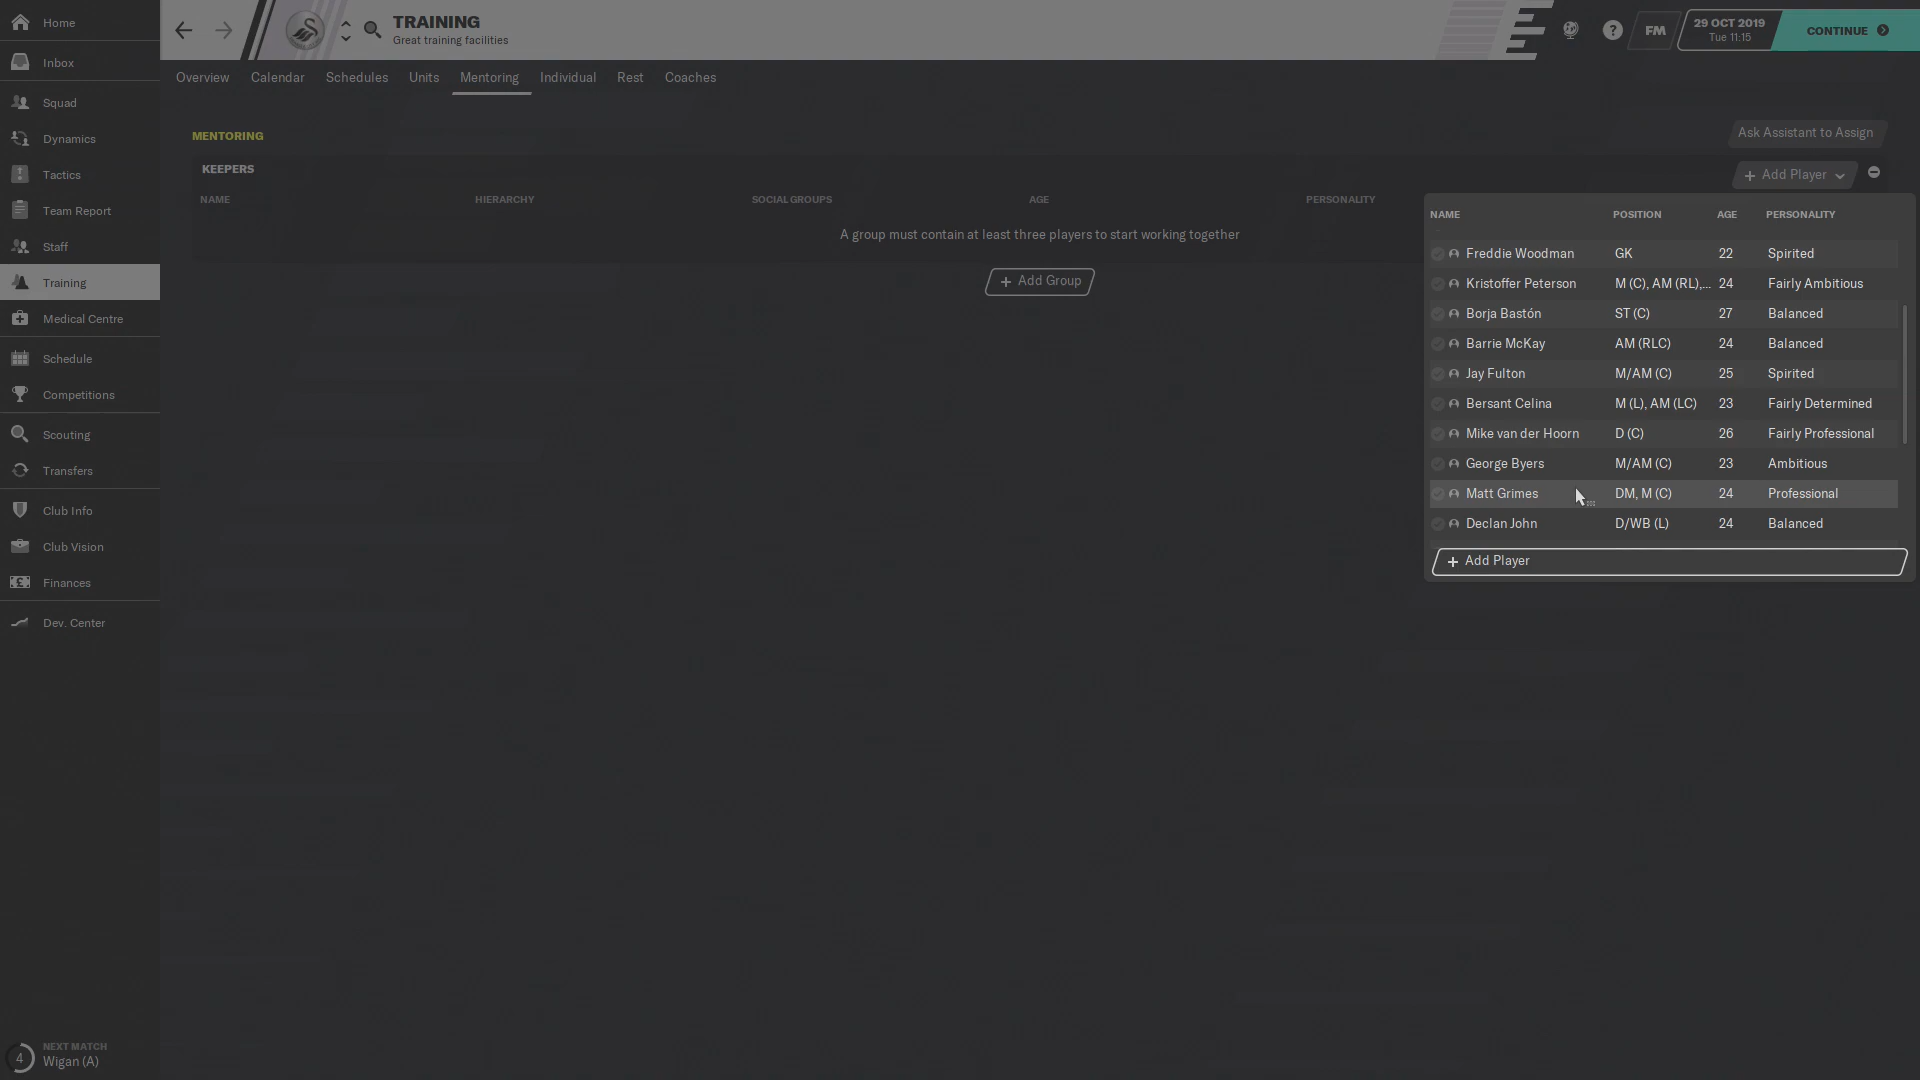 Home
Inbox
Squad
Dynamics
Tactics
Team Report
Staff
Training
Medical Centre
Schedule
Competitions
Scouting
Transfers
Club Info
Club Vision
Finances
Dev. Center
4
NEXT MATCH
Wigan (A)
TRAINING
Great training facilities
?
FM
29 OCT 2019
Tue 11:15
CONTINUE
Overview Calendar Schedules Units Mentoring Individual Rest Coaches
MENTORING
Ask Assistant to Assign
KEEPERS
+ Add Player
NAME HIERARCHY SOCIAL GROUPS AGE PERSONALITY
A group must contain at least three players to start working together
+ Add Group
NAME POSITION AGE PERSONALITY
Freddie Woodman GK 22 Spirited
Kristoffer Peterson M (C), AM (RL),... 24 Fairly Ambitious
Borja Bastón ST (C) 27 Balanced
Barrie McKay AM (RLC) 24 Balanced
Jay Fulton M/AM (C) 25 Spirited
Bersant Celina M (L), AM (LC) 23 Fairly Determined
Mike van der Hoorn D (C) 26 Fairly Professional
George Byers M/AM (C) 23 Ambitious
Matt Grimes DM, M (C) 24 Professional
Declan John D/WB (L) 24 Balanced
+ Add Player